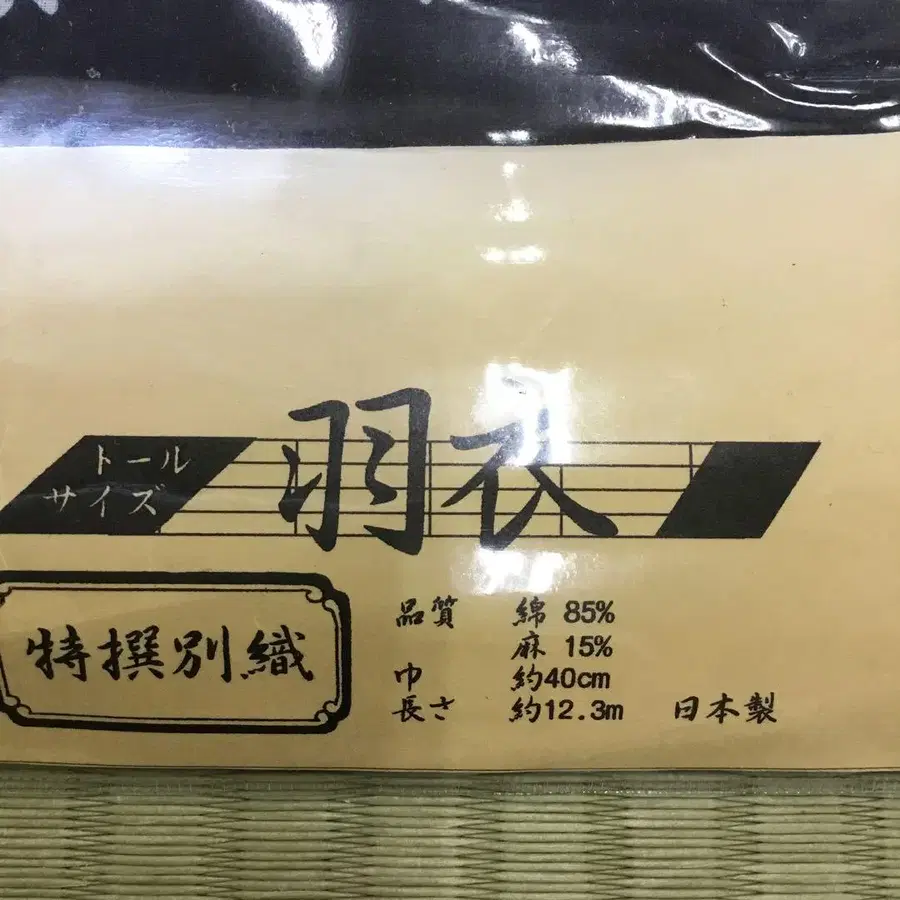 トール
サイズ
羽衣
特撰別織
品質 綿 85%
麻 15%
巾 約40cm
長さ 約12.3m 日本製